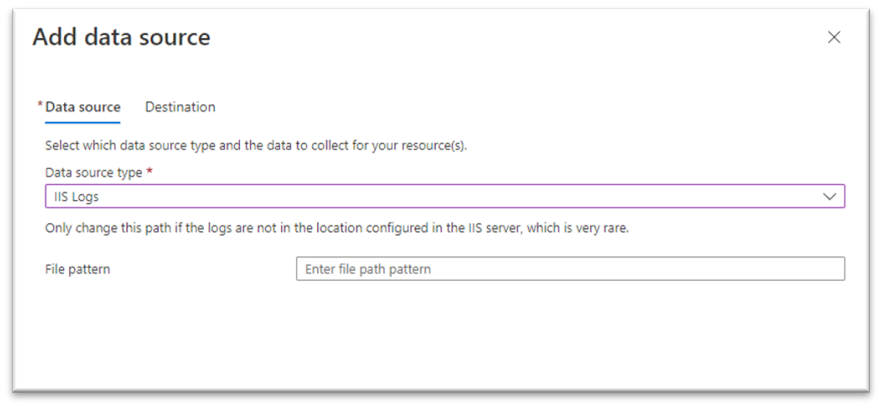 Add data source
* Data source Destination
Select which data source type and the data to collect for your resource(s).
Data source type *
IIS Logs
Only change this path if the logs are not in the location configured in the IIS server, which is very rare.
File pattern Enter file path pattern